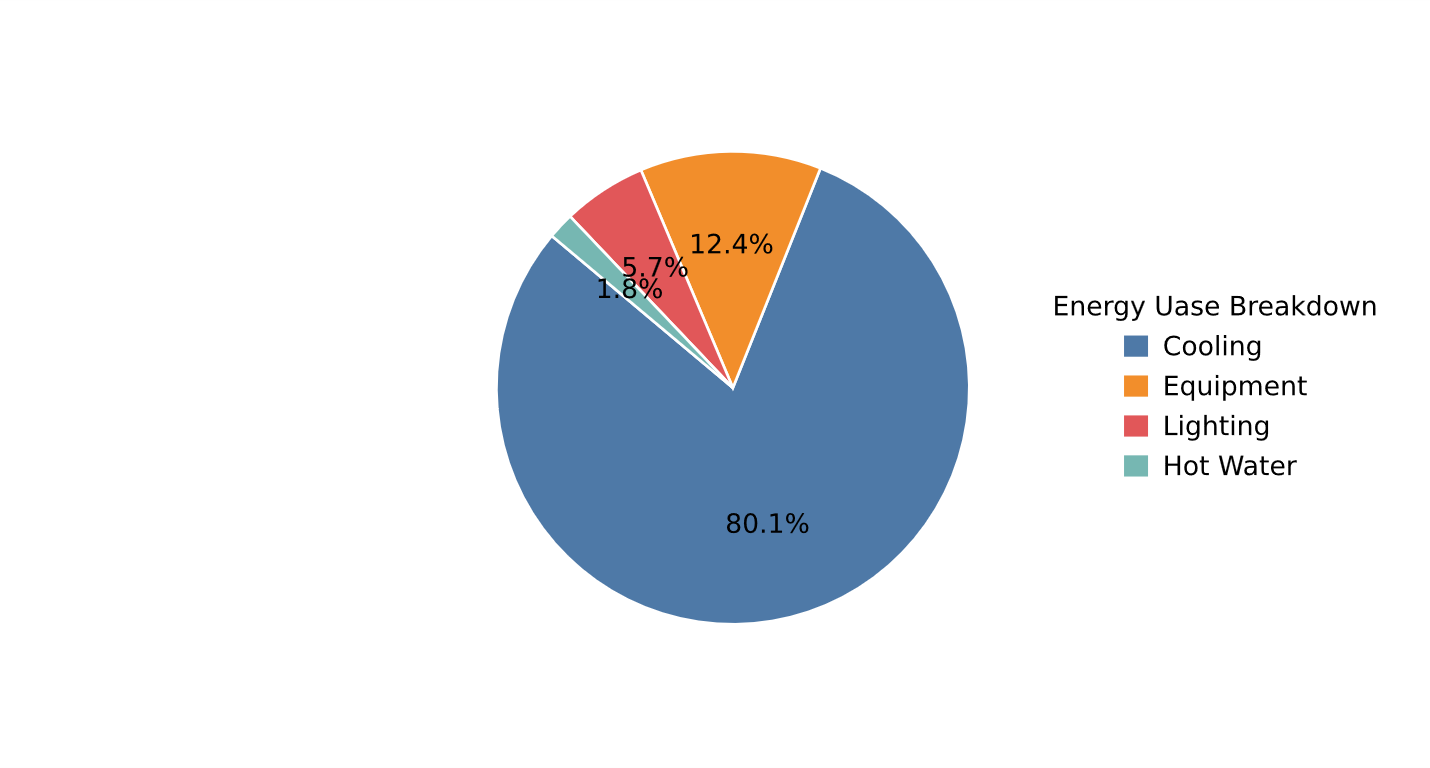 12.4%
5.7%
1.8%
80.1%
Energy Uase Breakdown
Cooling
Equipment
Lighting
Hot Water